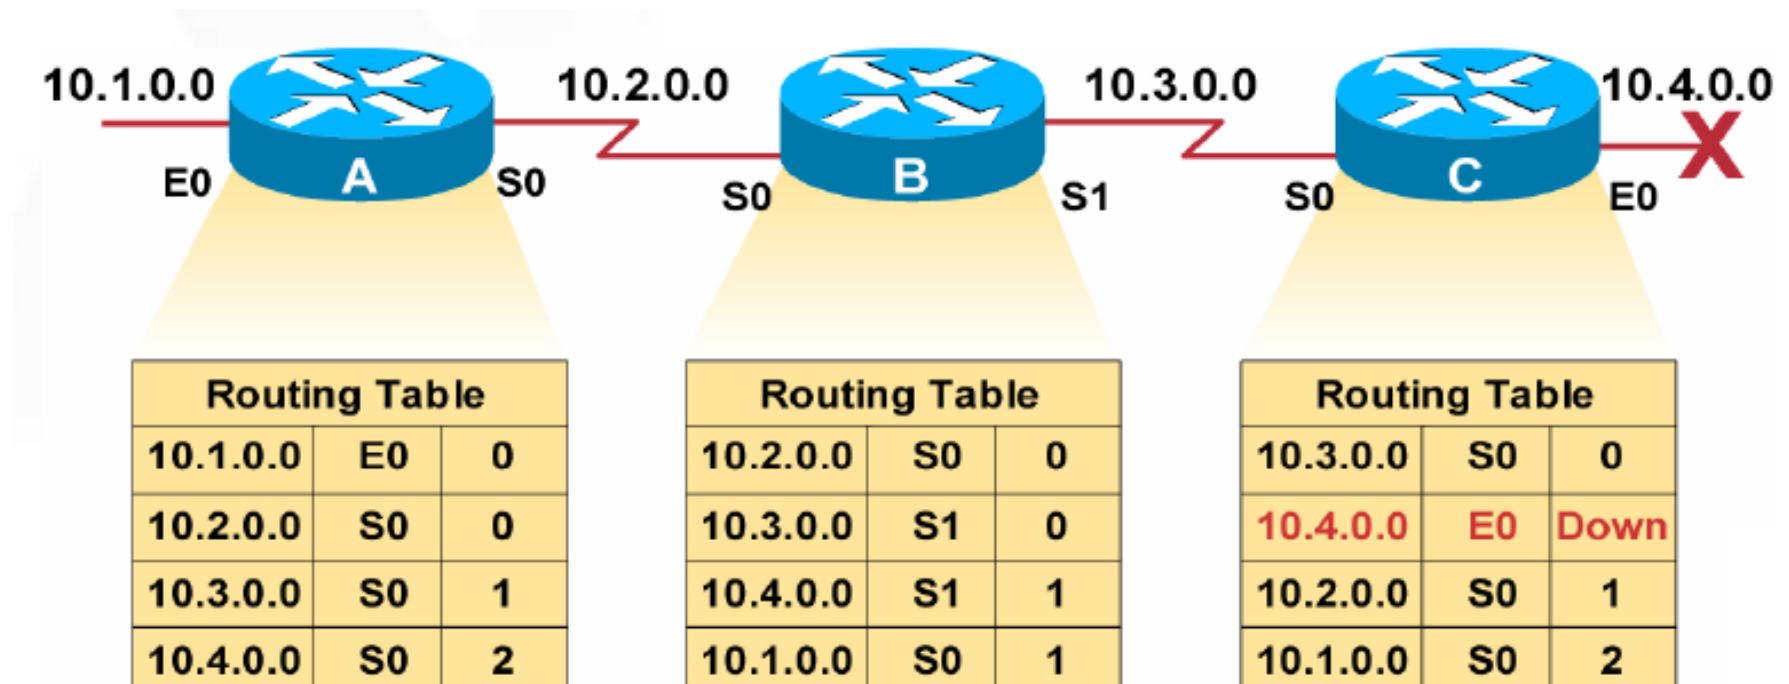 10.1.0.0 10.2.0.0 10.3.0.0 10.4.0.0
A B C
E0 S0 S0 S1 S0 E0
Routing Table
10.1.0.0 E0 0
10.2.0.0 S0 0
10.3.0.0 S0 1
10.4.0.0 S0 2
Routing Table
10.2.0.0 S0 0
10.3.0.0 S1 0
10.4.0.0 S1 1
10.1.0.0 S0 1
Routing Table
10.3.0.0 S0 0
10.4.0.0 E0 Down
10.2.0.0 S0 1
10.1.0.0 S0 2